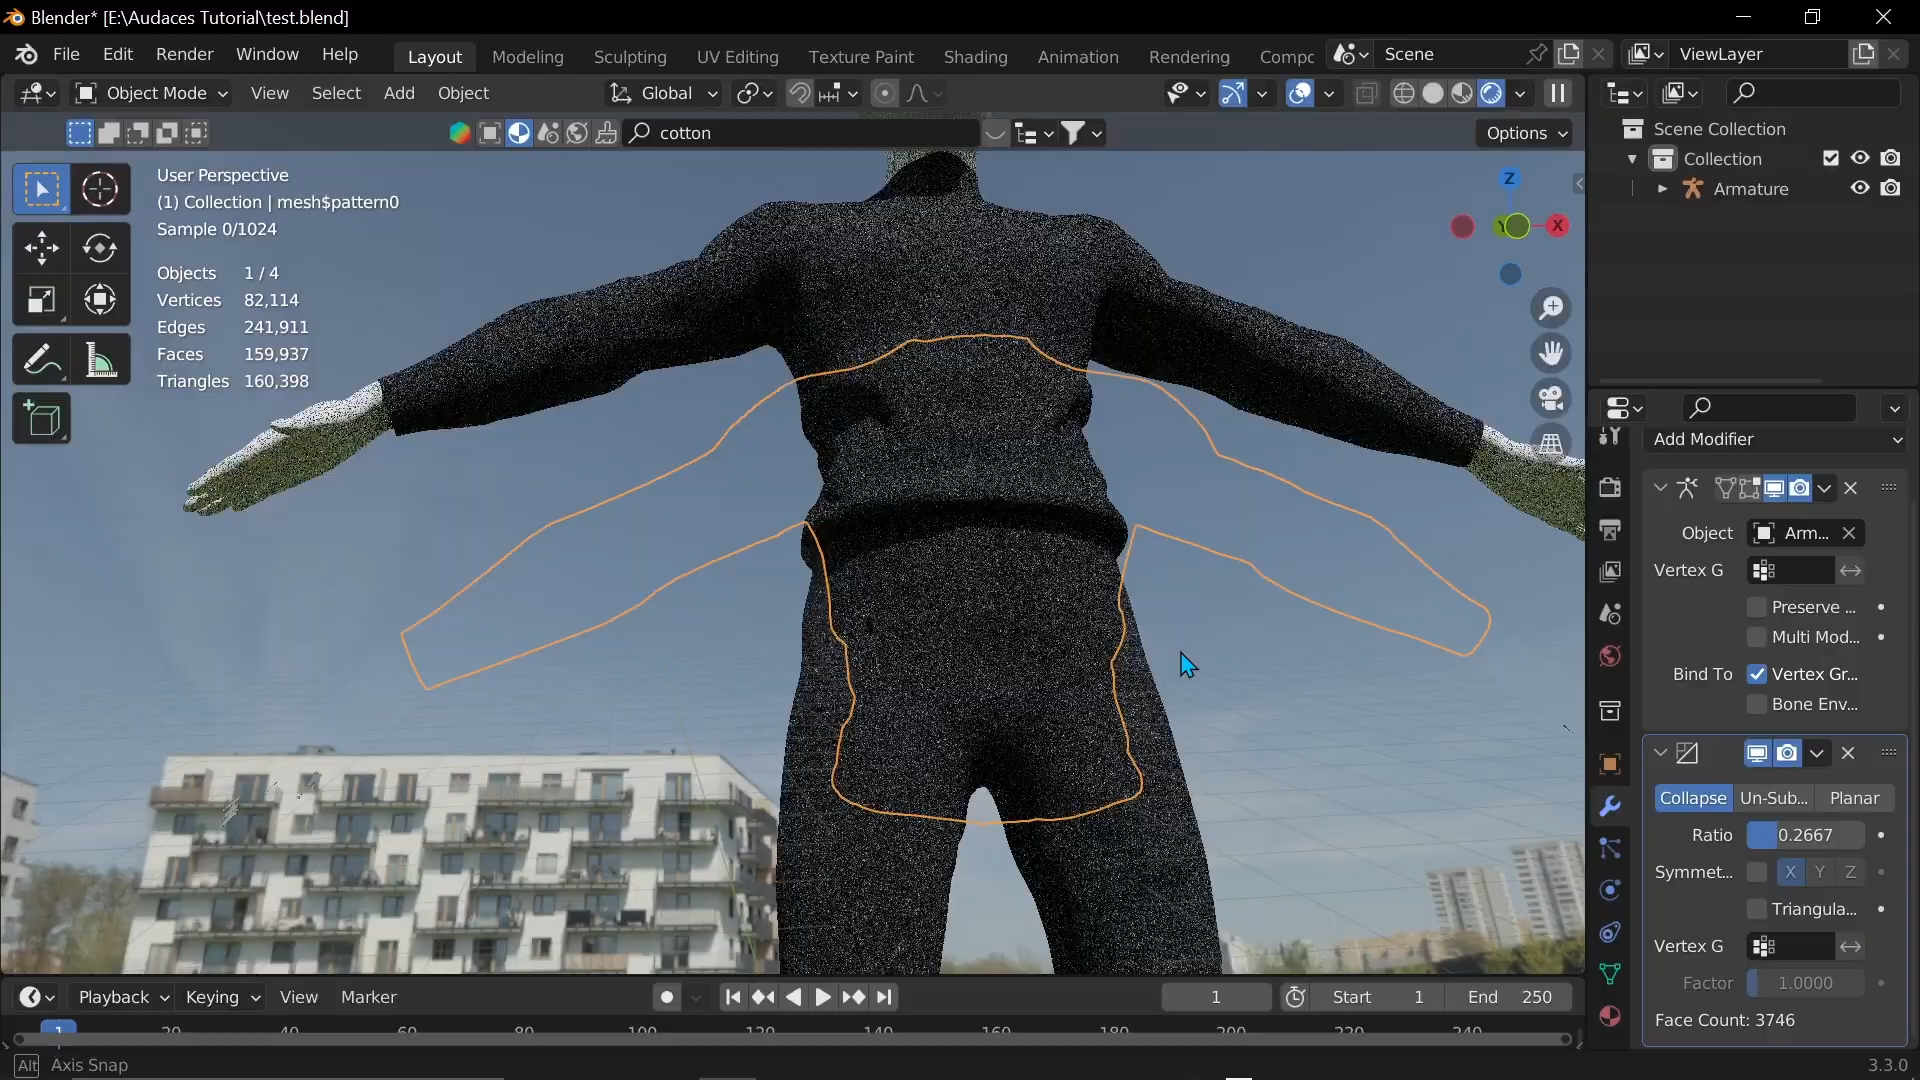 Blender* [E:\Audaces Tutorial\test.blend]
File Edit Render Window Help Layout Modeling Sculpting UV Editing Texture Paint Shading Animation Rendering Compc Scene ViewLayer
Object Mode View Select Add Object Global
cotton Options
Scene Collection
Collection
Armature
User Perspective
(1) Collection | mesh$pattern0
Sample 0/1024
Objects 1 / 4
Vertices 82,114
Edges 241,911
Faces 159,937
Triangles 160,398
Z
Y X
Add Modifier
Object Arm...
Vertex G
Preserve ...
Multi Mod...
Bind To Vertex Gr...
Bone Env...
Collapse Un-Sub... Planar
Ratio 0.2667
Symmet... X Y Z
Triangula...
Vertex G
Factor 1.0000
Face Count: 3746
Playback Keying View Marker 1 Start 1 End 250
1 20 40 60 80 100 120 140 160 180 200 220 240
Alt Axis Snap 3.3.0